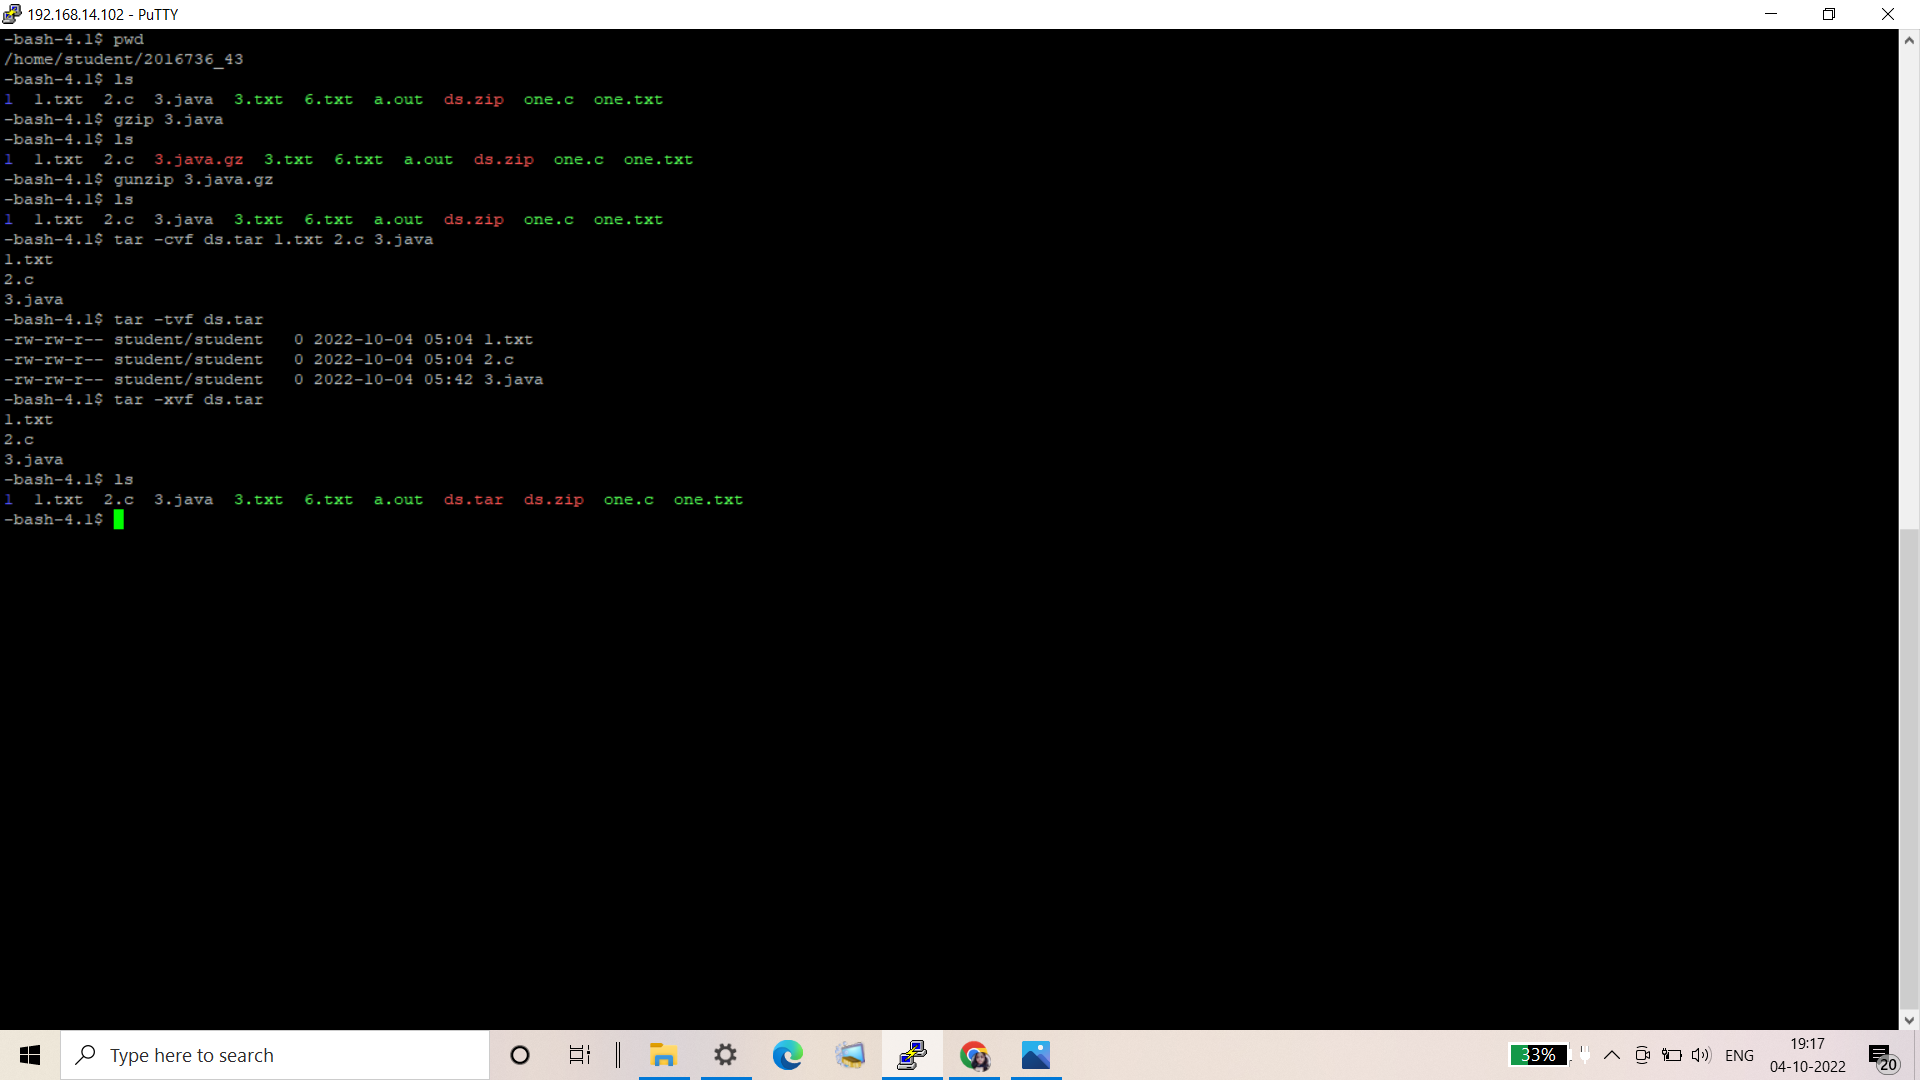 192.168.14.102 - PuTTY
-bash-4.1$ pwd
/home/student/2016736_43
-bash-4.1$ ls
1  1.txt  2.c  3.java  3.txt  6.txt  a.out  ds.zip  one.c  one.txt
-bash-4.1$ gzip 3.java
-bash-4.1$ ls
1  1.txt  2.c  3.java.gz  3.txt  6.txt  a.out  ds.zip  one.c  one.txt
-bash-4.1$ gunzip 3.java.gz
-bash-4.1$ ls
1  1.txt  2.c  3.java  3.txt  6.txt  a.out  ds.zip  one.c  one.txt
-bash-4.1$ tar -cvf ds.tar 1.txt 2.c 3.java
1.txt
2.c
3.java
-bash-4.1$ tar -tvf ds.tar
-rw-rw-r-- student/student   0 2022-10-04 05:04 1.txt
-rw-rw-r-- student/student   0 2022-10-04 05:04 2.c
-rw-rw-r-- student/student   0 2022-10-04 05:42 3.java
-bash-4.1$ tar -xvf ds.tar
1.txt
2.c
3.java
-bash-4.1$ ls
1  1.txt  2.c  3.java  3.txt  6.txt  a.out  ds.tar  ds.zip  one.c  one.txt
-bash-4.1$
Type here to search
33%
ENG
19:17
04-10-2022
20